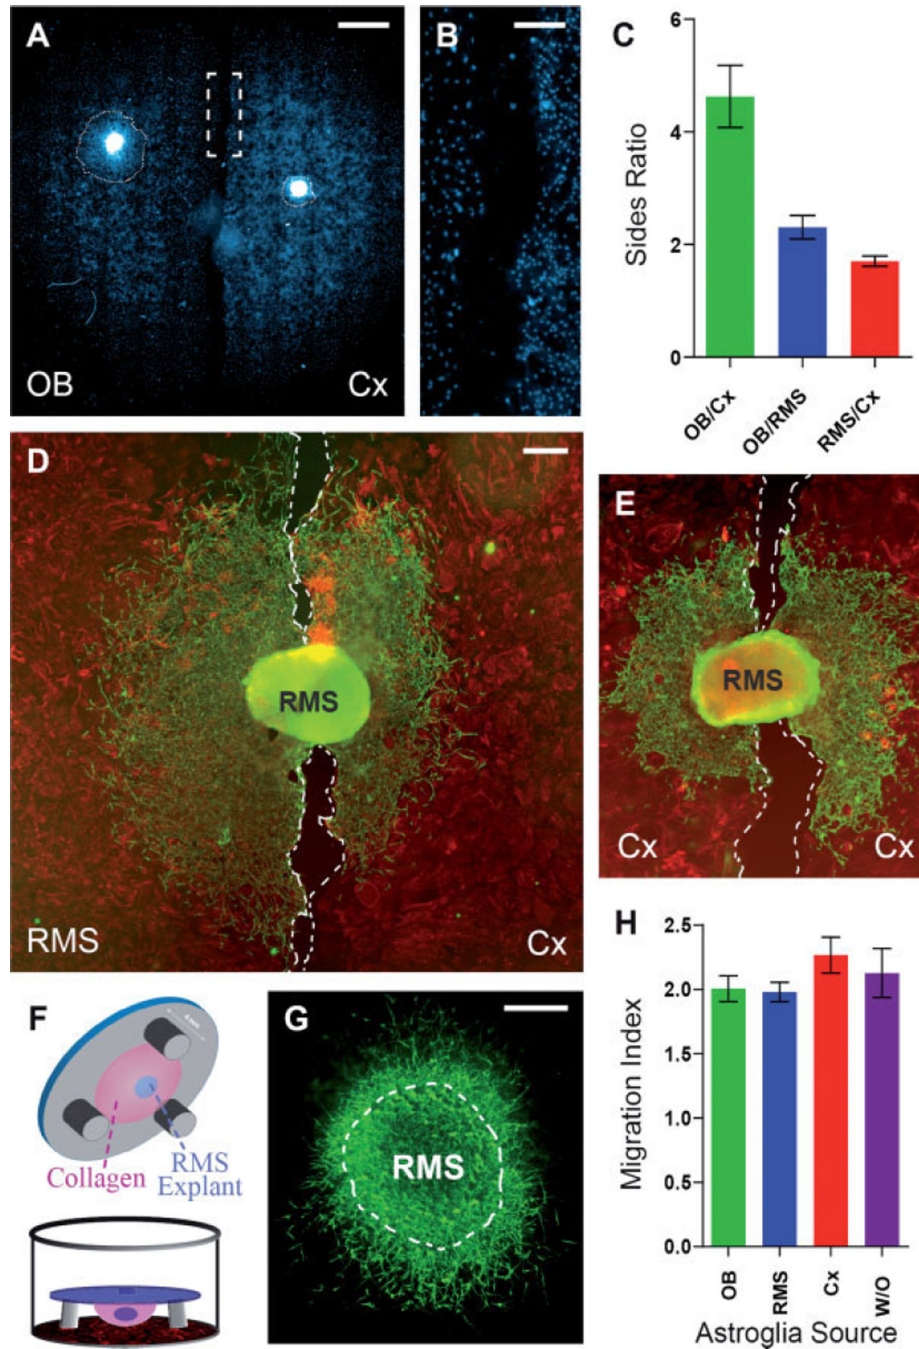 A
OB
Cx
B
C
Sides Ratio
6
4
2
0
OB/Cx
OB/RMS
RMS/Cx
D
RMS
RMS
Cx
E
RMS
Cx
Cx
F
Collagen
RMS
Explant
G
RMS
H
Migration Index
2.5
2.0
1.5
1.0
0.5
0.0
OB
RMS
Cx
W/O
Astroglia Source